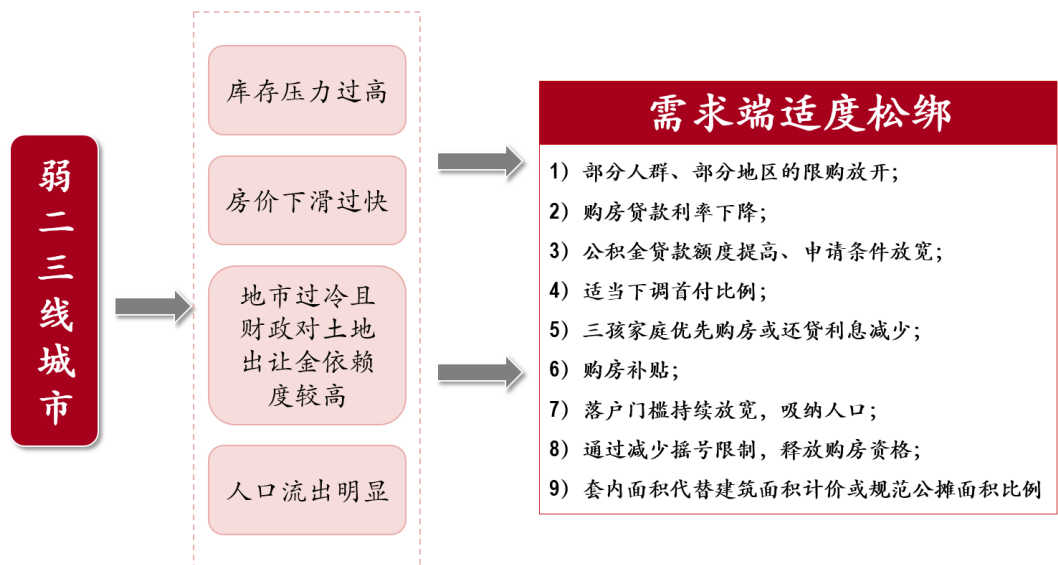 弱二三线城市
库存压力过高
房价下滑过快
地市过冷且
财政对土地
出让金依赖
度较高
人口流出明显
需求端适度松绑
1）部分人群、部分地区的限购放开；
2）购房贷款利率下降；
3）公积金贷款额度提高、申请条件放宽；
4）适当下调首付比例；
5）三孩家庭优先购房或还贷利息减少；
6）购房补贴；
7）落户门槛持续放宽，吸纳人口；
8）通过减少摇号限制，释放购房资格；
9）套内面积代替建筑面积计价或规范公摊面积比例